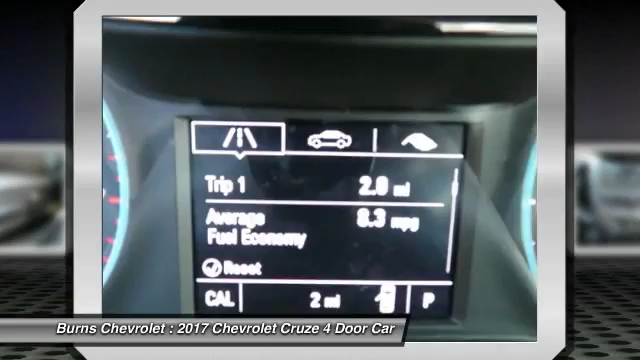 Trip 1 2.0 mi
Average 8.3 mpg
Fuel Economy
Reset
CAL 2 mi P
Burns Chevrolet : 2017 Chevrolet Cruze 4 Door Car